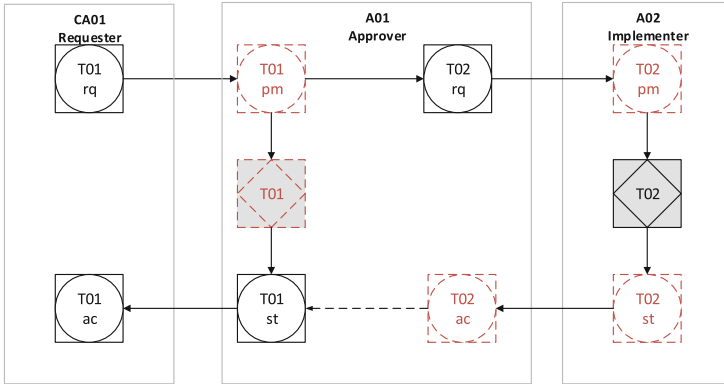 CA01
Requester
A01
Approver
A02
Implementer
T01
rq
T01
pm
T02
rq
T02
pm
T01
T02
T01
ac
T01
st
T02
ac
T02
st